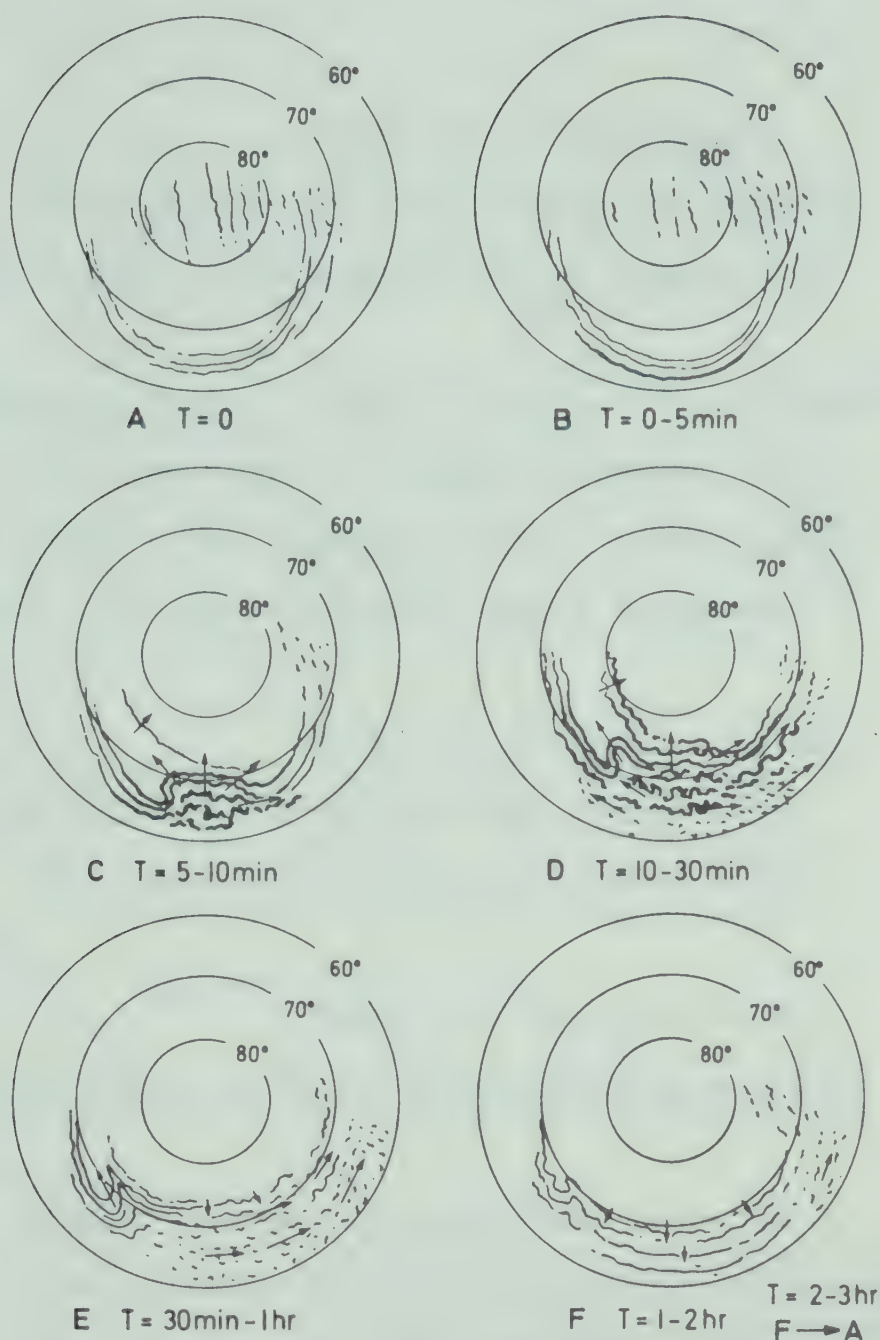 60°
70°
80°
A T = 0
60°
70°
80°
B T = 0-5min
60°
70°
80°
C T = 5-10min
60°
70°
80°
D T = 10-30min
60°
70°
80°
E T = 30min-1hr
60°
70°
80°
F T = 1-2hr
T = 2-3hr
F → A